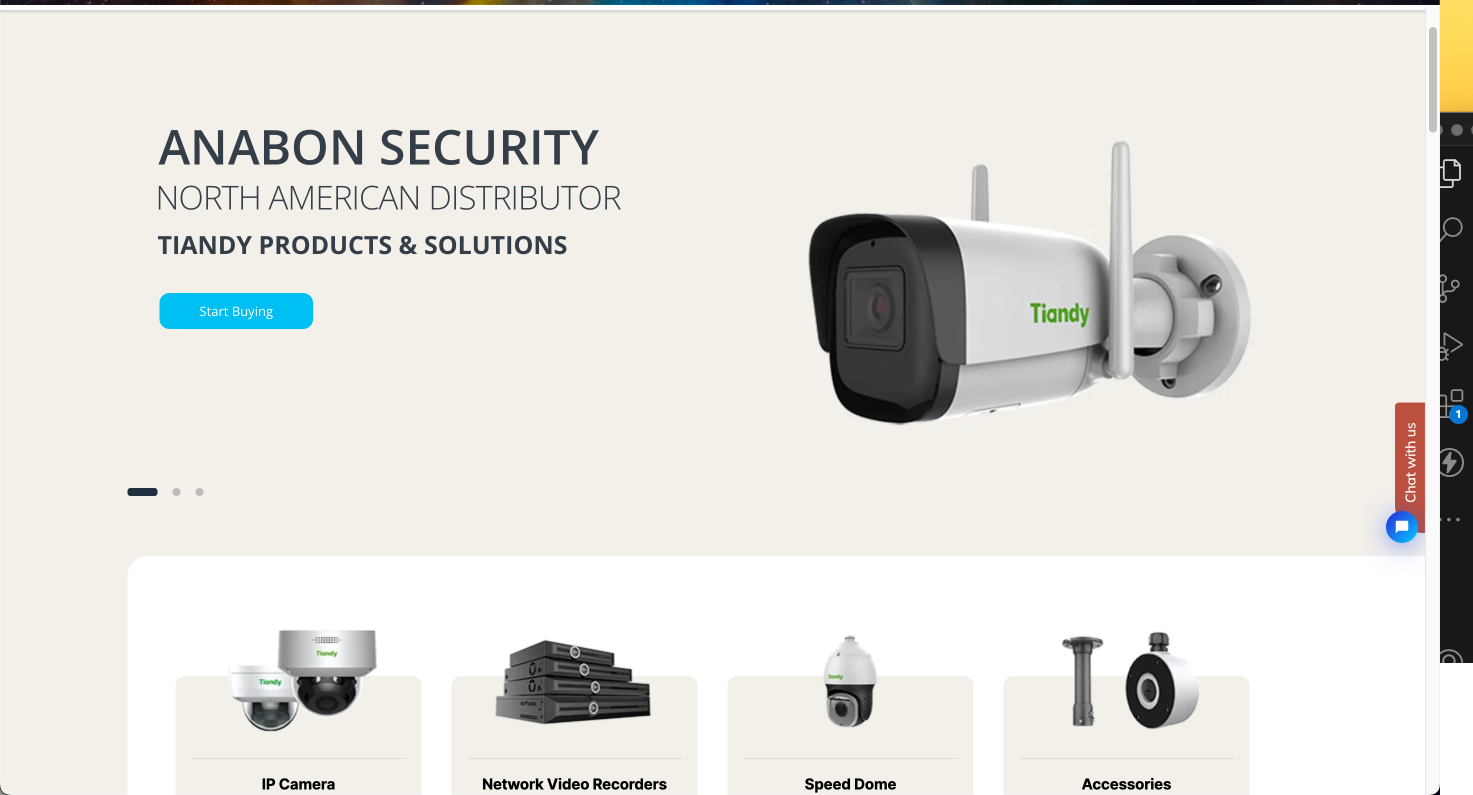 ANABON SECURITY
NORTH AMERICAN DISTRIBUTOR
TIANDY PRODUCTS & SOLUTIONS
Start Buying
Tiandy
Chat with us
1
Tiandy
Tiandy
Tiandy
IP Camera
Network Video Recorders
Speed Dome
Accessories